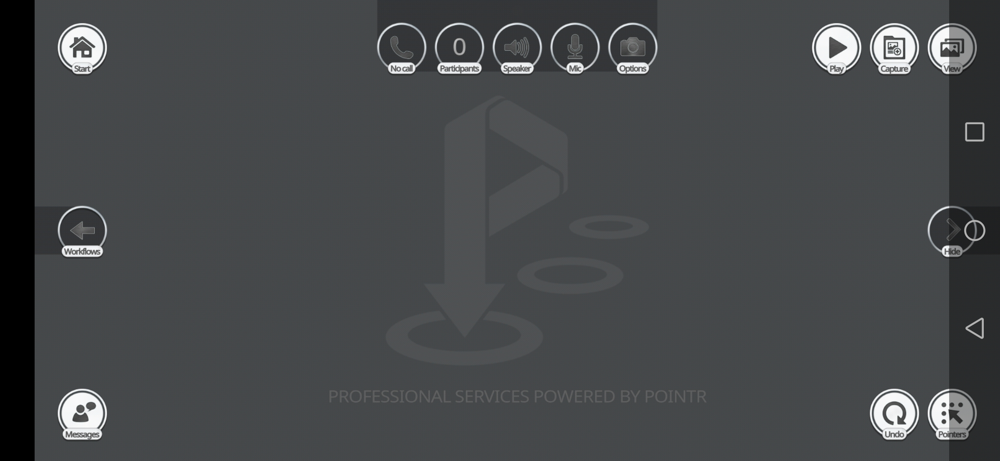 Start
No call
0
Participants
Speaker
Mic
Options
Play
Capture
View
Workflows
Hide
PROFESSIONAL SERVICES POWERED BY POINTR
Messages
Undo
Pointers